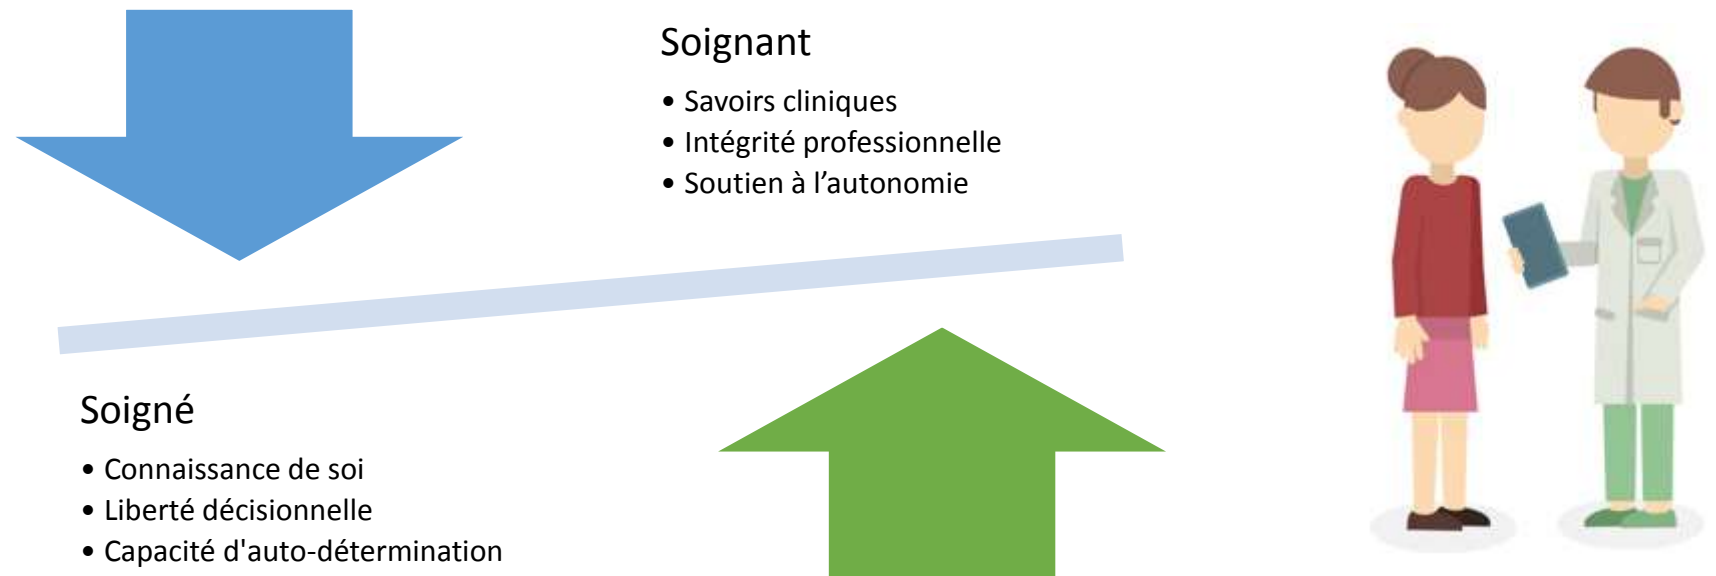 Soignant
• Savoirs cliniques
• Intégrité professionnelle
• Soutien à l’autonomie
Soigné
• Connaissance de soi
• Liberté décisionnelle
• Capacité d'auto-détermination